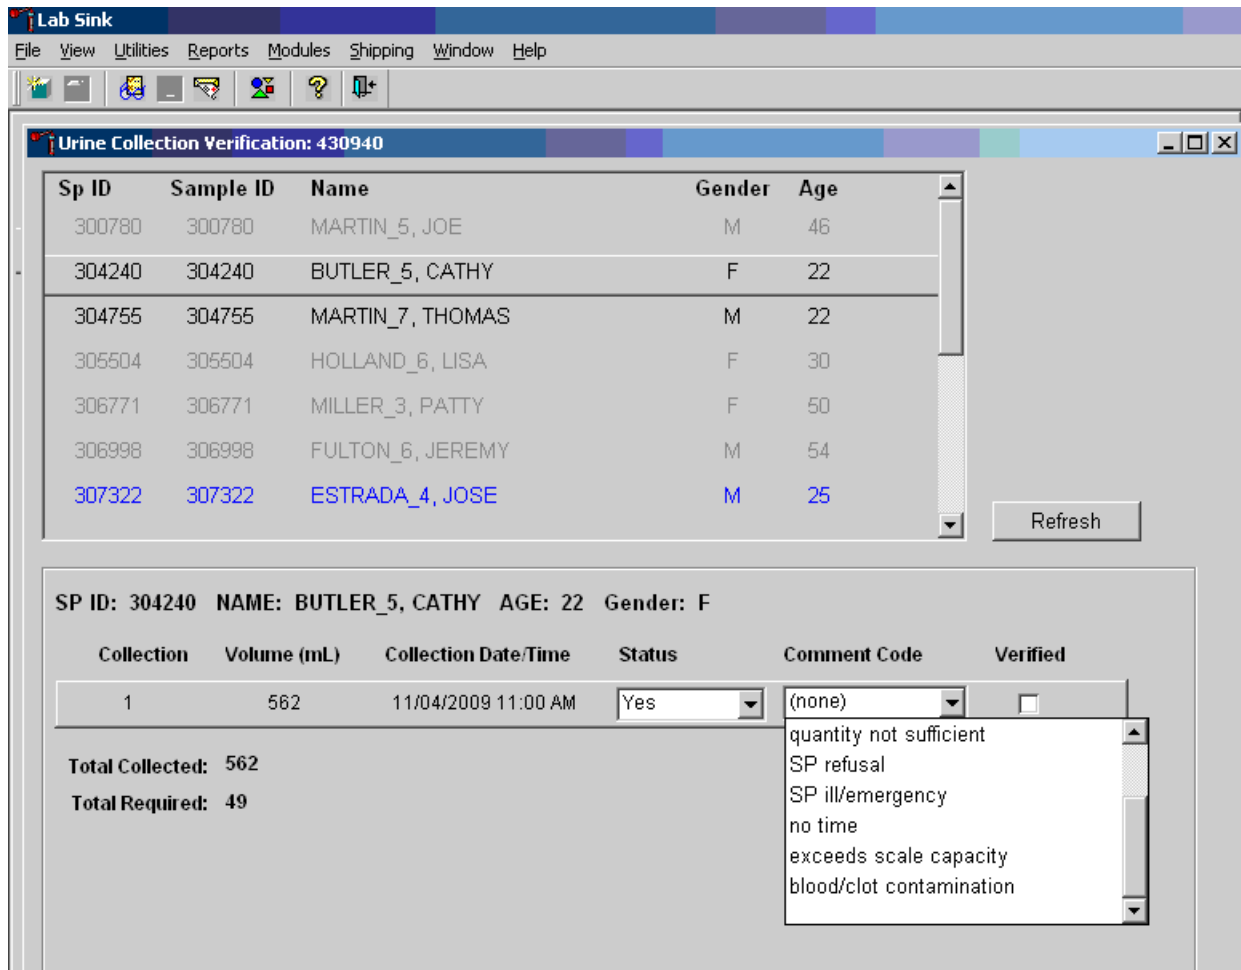 Lab Sink
File View Utilities Reports Modules Shipping Window Help
Urine Collection Verification: 430940
Sp ID Sample ID Name Gender Age
300780 300780 MARTIN_5, JOE M 46
304240 304240 BUTLER_5, CATHY F 22
304755 304755 MARTIN_7, THOMAS M 22
305504 305504 HOLLAND_6, LISA F 30
306771 306771 MILLER_3, PATTY F 50
306998 306998 FULTON_6, JEREMY M 54
307322 307322 ESTRADA_4, JOSE M 25
Refresh
SP ID: 304240 NAME: BUTLER_5, CATHY AGE: 22 Gender: F
Collection Volume (mL) Collection Date/Time Status Comment Code Verified
1 562 11/04/2009 11:00 AM Yes (none)
quantity not sufficient
SP refusal
SP ill/emergency
no time
exceeds scale capacity
blood/clot contamination
Total Collected: 562
Total Required: 49